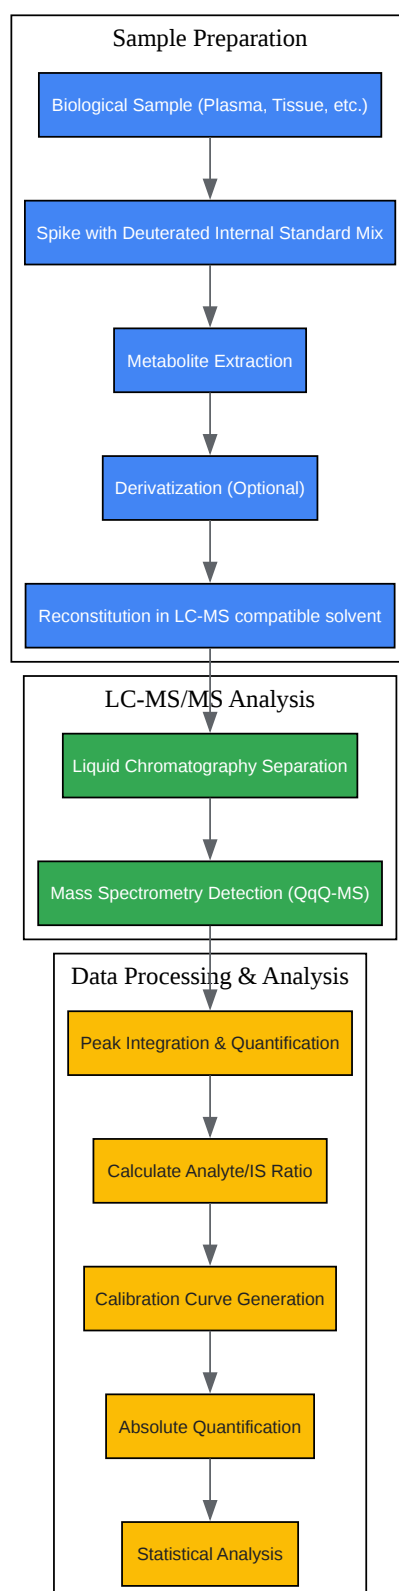 Sample Preparation
Biological Sample (Plasma, Tissue, etc.)
Spike with Deuterated Internal Standard Mix
Metabolite Extraction
Derivatization (Optional)
Reconstitution in LC-MS compatible solvent
LC-MS/MS Analysis
Liquid Chromatography Separation
Mass Spectrometry Detection (QqQ-MS)
Data Processing & Analysis
Peak Integration & Quantification
Calculate Analyte/IS Ratio
Calibration Curve Generation
Absolute Quantification
Statistical Analysis